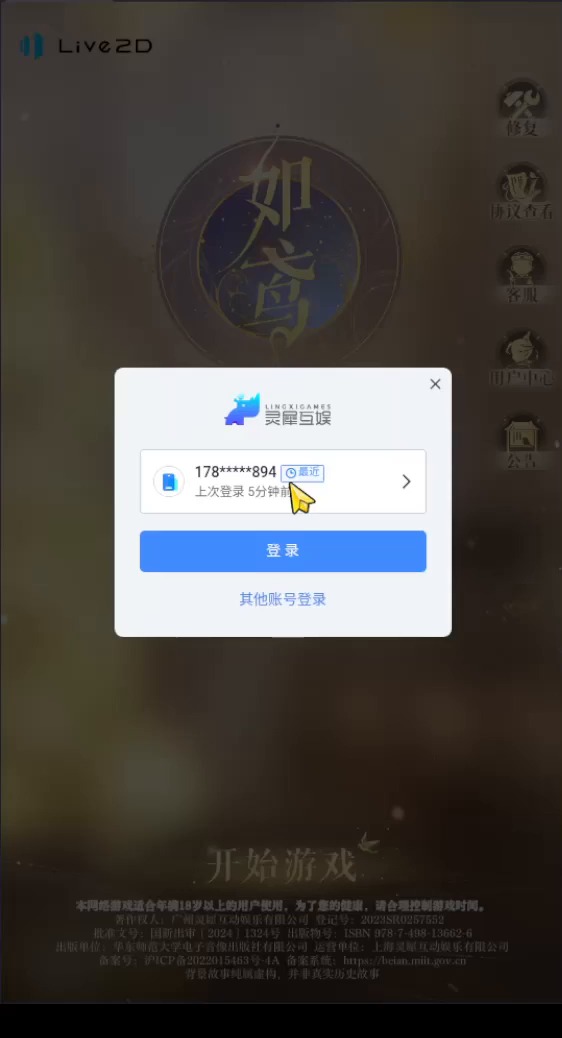 Live2D
修复
如鸢
协议查看
客服
用户中心
公告
LINGXIGAMES
灵犀互娱
178*****894 最近
上次登录 5分钟前
登录
其他账号登录
开始游戏
本网络游戏适合年满18岁以上的用户使用，为了您的健康，请合理控制游戏时间。
著作权人：广州灵犀互动娱乐有限公司 登记号：2023SR0257552
批准文号：国新出审｜2024｜1324号 出版物号：ISBN 978-7-498-13662-6
出版单位：华东师范大学电子音像出版社有限公司 运营单位：上海灵犀互动娱乐有限公司
备案号：沪ICP备2022015463号-4A 备案系统：https://beian.miit.gov.cn
背景故事纯属虚构，并非真实历史故事